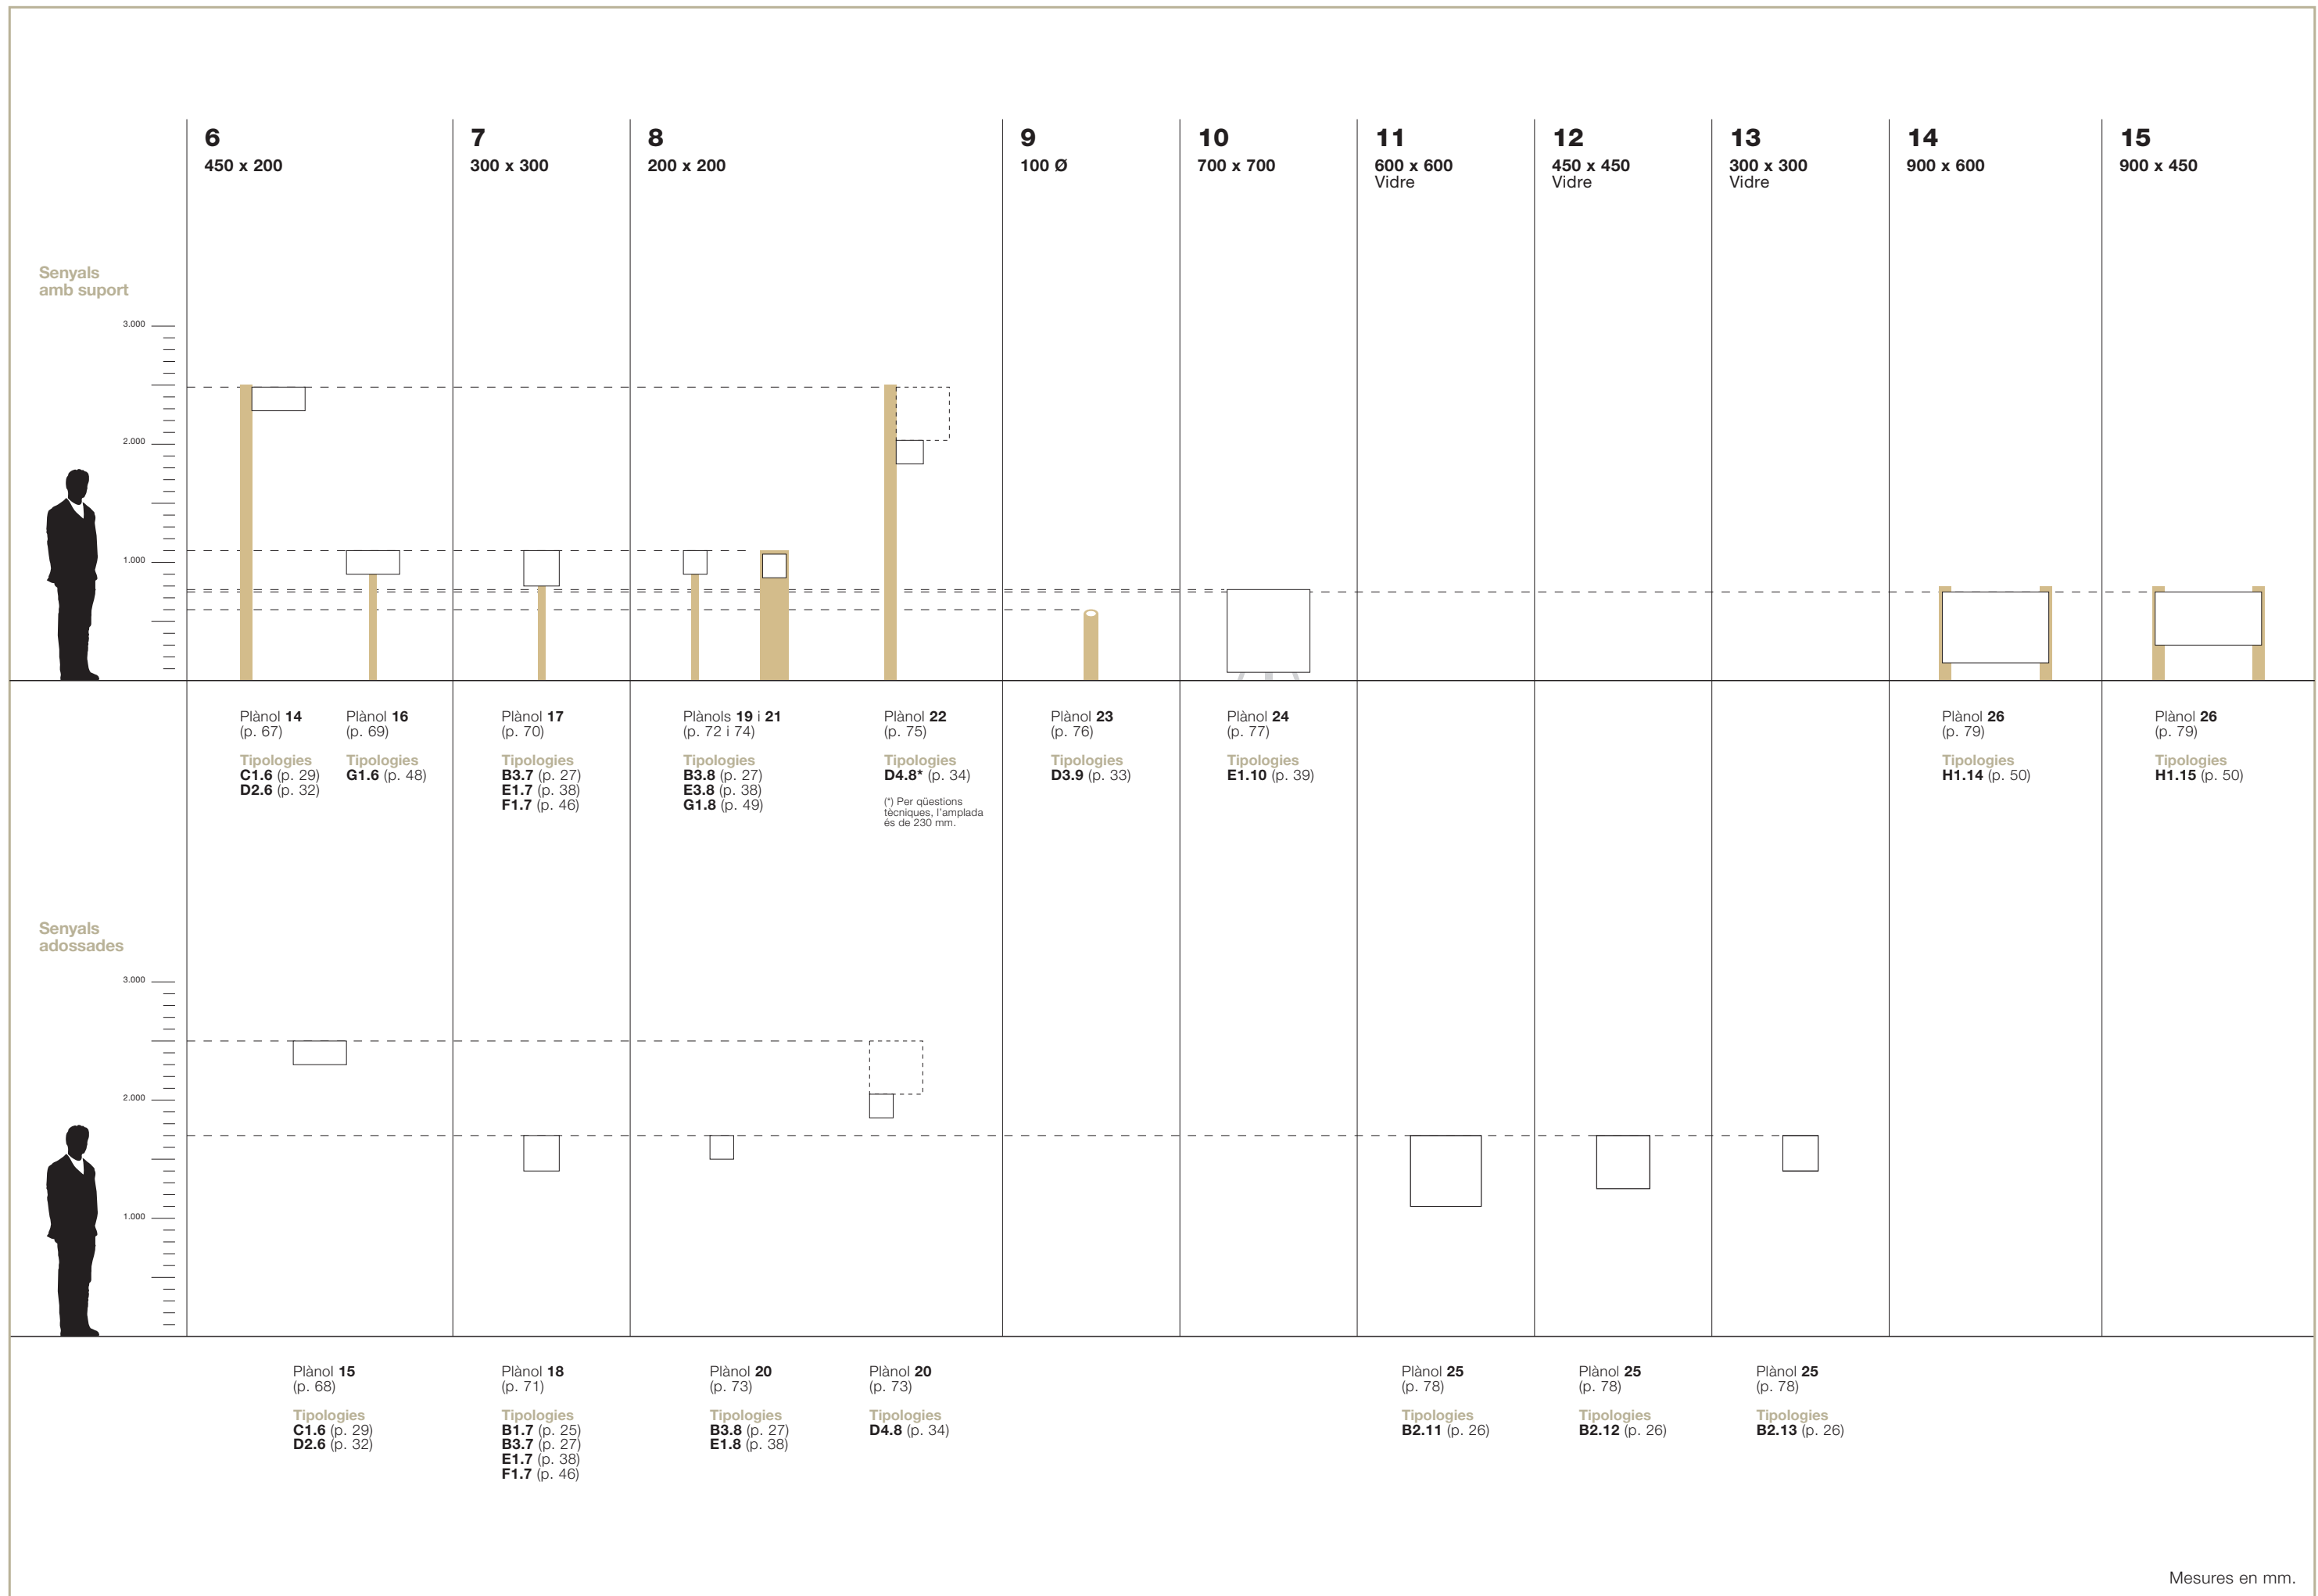 6
450 x 200
7
300 x 300
8
200 x 200
9
100 Ø
10
700 x 700
11
600 x 600
Vidre
12
450 x 450
Vidre
13
300 x 300
Vidre
14
900 x 600
15
900 x 450
Senyals
amb suport
3.000
2.000
1.000
Plànol 14
(p. 67)
Tipologies
C1.6 (p. 29)
D2.6 (p. 32)
Plànol 16
(p. 69)
Tipologies
G1.6 (p. 48)
Plànol 17
(p. 70)
Tipologies
B3.7 (p. 27)
E1.7 (p. 38)
F1.7 (p. 46)
Plànols 19 i 21
(p. 72 i 74)
Tipologies
B3.8 (p. 27)
E3.8 (p. 38)
G1.8 (p. 49)
Plànol 22
(p. 75)
Tipologies
D4.8* (p. 34)
(*) Per qüestions
tècniques, l'amplada
és de 230 mm.
Plànol 23
(p. 76)
Tipologies
D3.9 (p. 33)
Plànol 24
(p. 77)
Tipologies
E1.10 (p. 39)
Plànol 26
(p. 79)
Tipologies
H1.14 (p. 50)
Plànol 26
(p. 79)
Tipologies
H1.15 (p. 50)
Senyals
adossades
3.000
2.000
1.000
Plànol 15
(p. 68)
Tipologies
C1.6 (p. 29)
D2.6 (p. 32)
Plànol 18
(p. 71)
Tipologies
B1.7 (p. 25)
B3.7 (p. 27)
E1.7 (p. 38)
F1.7 (p. 46)
Plànol 20
(p. 73)
Tipologies
B3.8 (p. 27)
E1.8 (p. 38)
Plànol 20
(p. 73)
Tipologies
D4.8 (p. 34)
Plànol 25
(p. 78)
Tipologies
B2.11 (p. 26)
Plànol 25
(p. 78)
Tipologies
B2.12 (p. 26)
Plànol 25
(p. 78)
Tipologies
B2.13 (p. 26)
Mesures en mm.